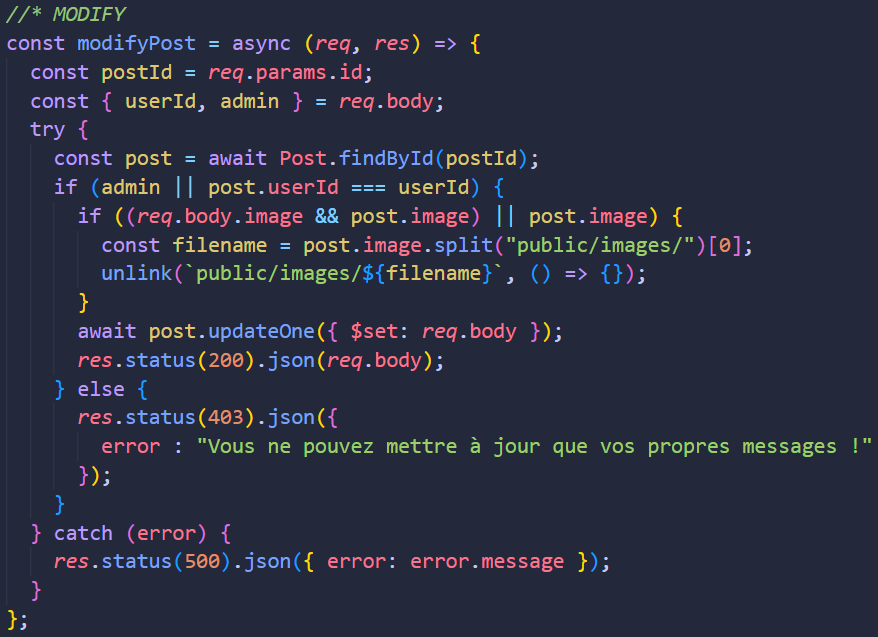 //* MODIFY
const modifyPost = async (req, res) => {
  const postId = req.params.id;
  const { userId, admin } = req.body;
  try {
    const post = await Post.findById(postId);
    if (admin || post.userId === userId) {
      if ((req.body.image && post.image) || post.image) {
        const filename = post.image.split("public/images/")[0];
        unlink(`public/images/${filename}`, () => {});
      }
      await post.updateOne({ $set: req.body });
      res.status(200).json(req.body);
    } else {
      res.status(403).json({
        error : "Vous ne pouvez mettre à jour que vos propres messages !"
      });
    }
  } catch (error) {
    res.status(500).json({ error: error.message });
  }
};